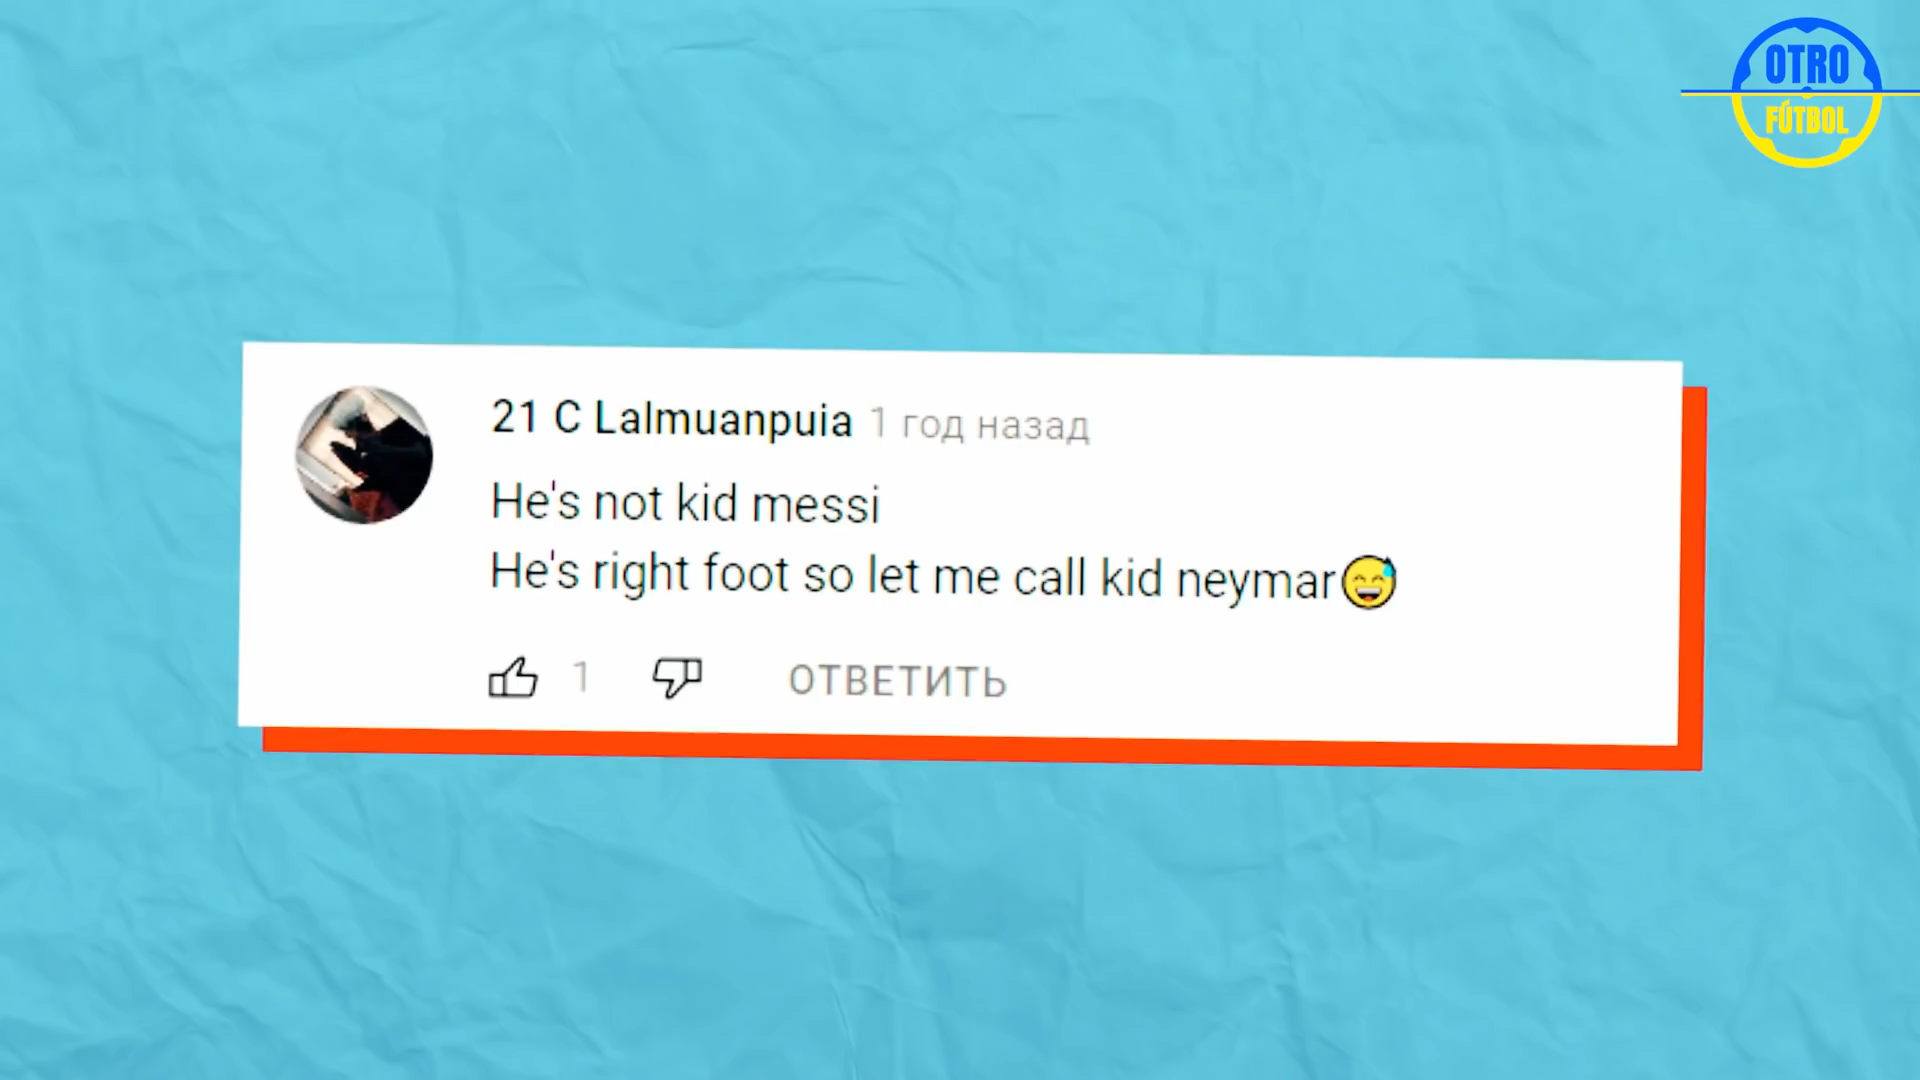 OTRO
FÚTBOL
21 C Lalmuanpuia 1 год назад
He's not kid messi
He's right foot so let me call kid neymar😅
1 ОТВЕТИТЬ